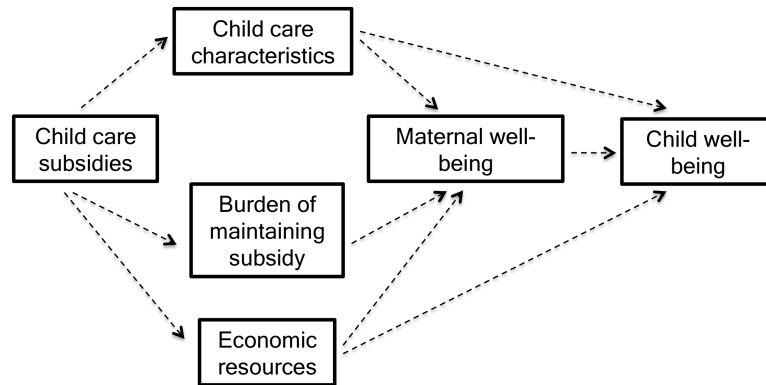 Child care
characteristics
Child care
subsidies
Maternal well-
being
Child well-
being
Burden of
maintaining
subsidy
Economic
resources